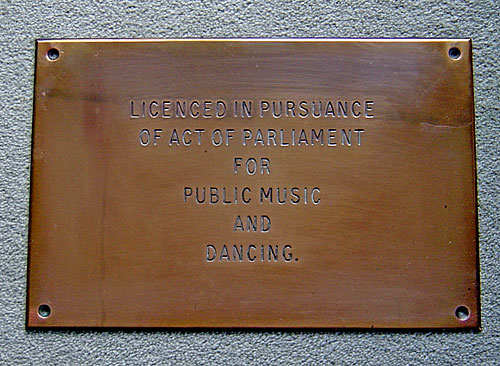 LICENCED IN PURSUANCE
OF ACT OF PARLIAMENT
FOR
PUBLIC MUSIC
AND
DANCING.